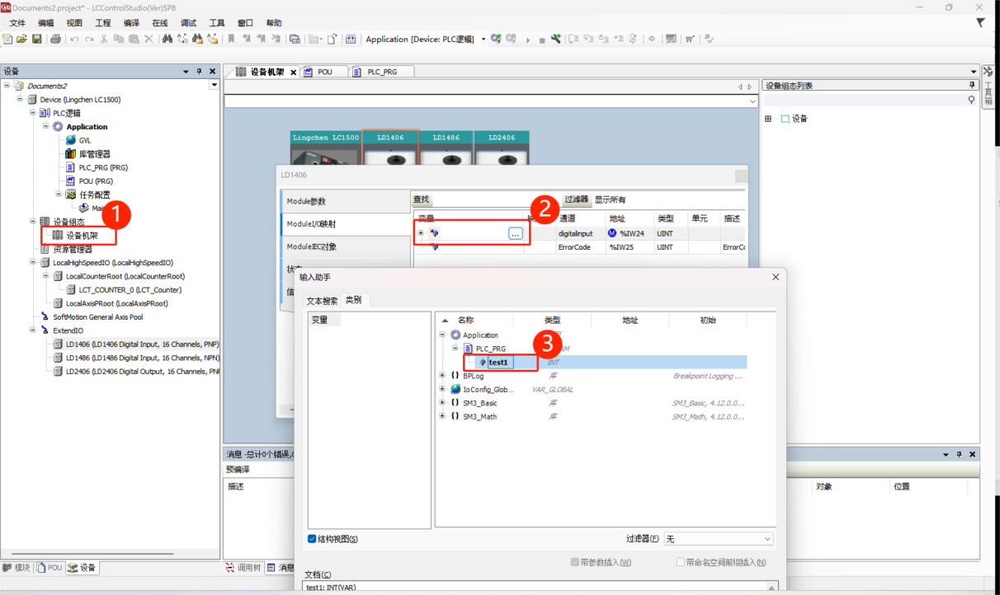 Documents2.project* - LCControlStudio(Ver)SP8
文件 编辑 视图 工程 编译 在线 调试 工具 窗口 帮助
Application [Device: PLC逻辑]
设备
Documents2
Device (Lingchen LC1500)
PLC逻辑
Application
GVL
库管理器
PLC_PRG (PRG)
POU (PRG)
任务配置
Mai
1
设备组态
设备机架
资源管理器
LocalHighSpeedIO (LocalHighSpeedIO)
LocalCounterRoot (LocalCounterRoot)
LCT_COUNTER_0 (LCT_Counter)
LocalAxisPRoot (LocalAxisPRoot)
SoftMotion General Axis Pool
ExtendIO
LD1406 (LD1406 Digital Input, 16 Channels, PNP)
LD1486 (LD1486 Digital Input, 16 Channels, NPN)
LD2406 (LD2406 Digital Output, 16 Channels, PNP
模块 POU 设备
设备机架 POU PLC_PRG
Lingchen LC1500 LD1406 LD1486 LD2406
LD1406
Module参数
ModuleI/O映射
ModuleIEC对象
状态
信
查找 过滤器 显示所有
2
变量 通道 地址 类型 单元 描述
... digitalinput %IW24 UINT
ErrorCode %IW25 UINT ErrorCo
输入助手
文本搜索 类别
变量
名称 类型 地址 初始
Application
PLC_PRG
3
test1 INT
BPLog 库 Breakpoint Logging ...
IoConfig_Glob... VAR_GLOBAL
SM3_Basic 库 SM3_Basic, 4.12.0.0...
SM3_Math 库 SM3_Math, 4.12.0.0...
结构视图(S)
过滤器(F) 无
带参数插入(W) 带命名空间前缀插入(N)
文档(C)
test1: INT(VAR)
消息 -总计0个错误,
预编译
描述
对象 位置
调用树 消息
设备组态列表
设备
工具箱